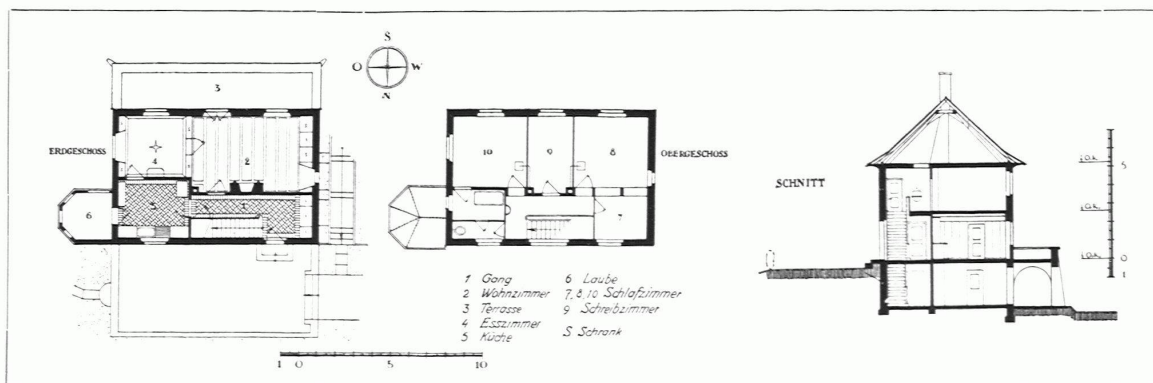 S
O W
N
3
ERDGESCHOSS
4
2
6
5
1
10
9
8
7
OBERGESCHOSS
1 Gang
2 Wohnzimmer
3 Terrasse
4 Esszimmer
5 Küche
6 Laube
7, 8, 10 Schlafzimmer
9 Schreibzimmer
S Schrank
1 0 5 10
SCHNITT
5
0
1